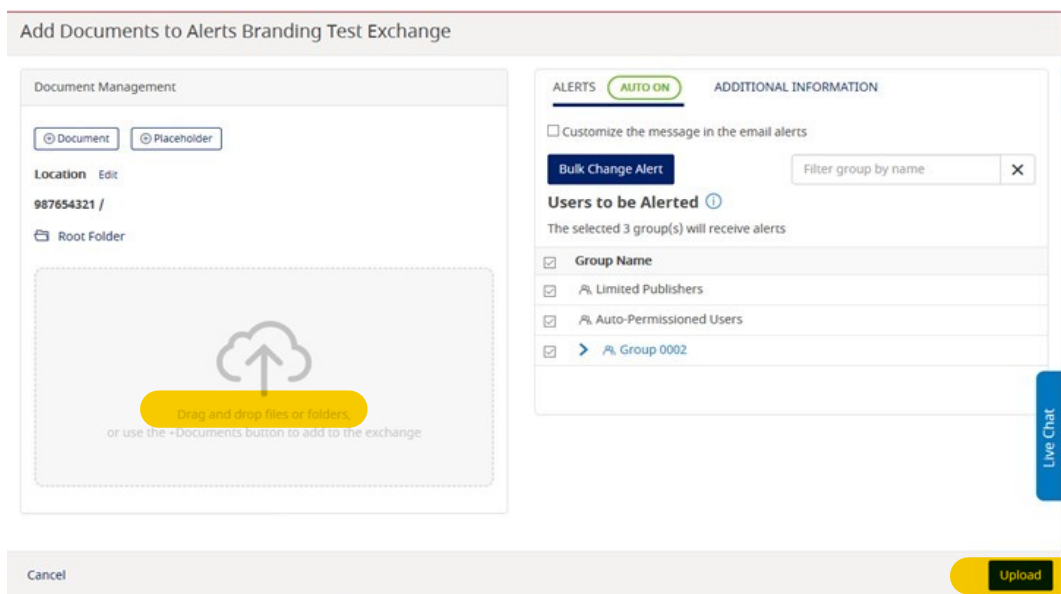 Add Documents to Alerts Branding Test Exchange
Document Management
Document
Placeholder
Location Edit
987654321 /
Root Folder
Drag and drop files or folders,
or use the +Documents button to add to the exchange
ALERTS AUTO ON ADDITIONAL INFORMATION
Customize the message in the email alerts
Bulk Change Alert
Filter group by name
Users to be Alerted
The selected 3 group(s) will receive alerts
Group Name
Limited Publishers
Auto-Permissioned Users
Group 0002
Live Chat
Cancel
Upload